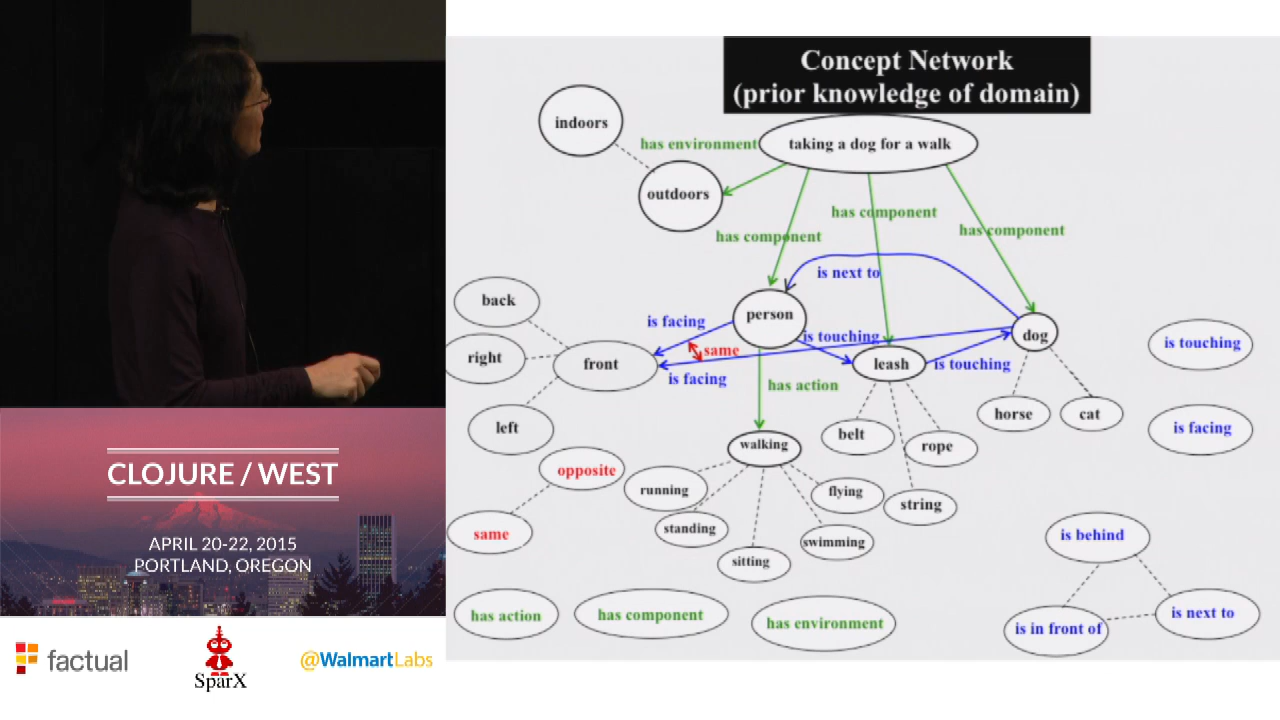 Concept Network
(prior knowledge of domain)
indoors
has environment
taking a dog for a walk
outdoors
has component
has component
has component
is next to
back
person
is facing
is touching
dog
is touching
right
front
same
leash
is touching
is facing
has action
horse
cat
left
is facing
belt
walking
rope
opposite
running
flying
string
same
standing
swimming
is behind
sitting
has action
has component
has environment
is in front of
is next to
CLOJURE / WEST
APRIL 20-22, 2015
PORTLAND, OREGON
factual
SparX
@WalmartLabs